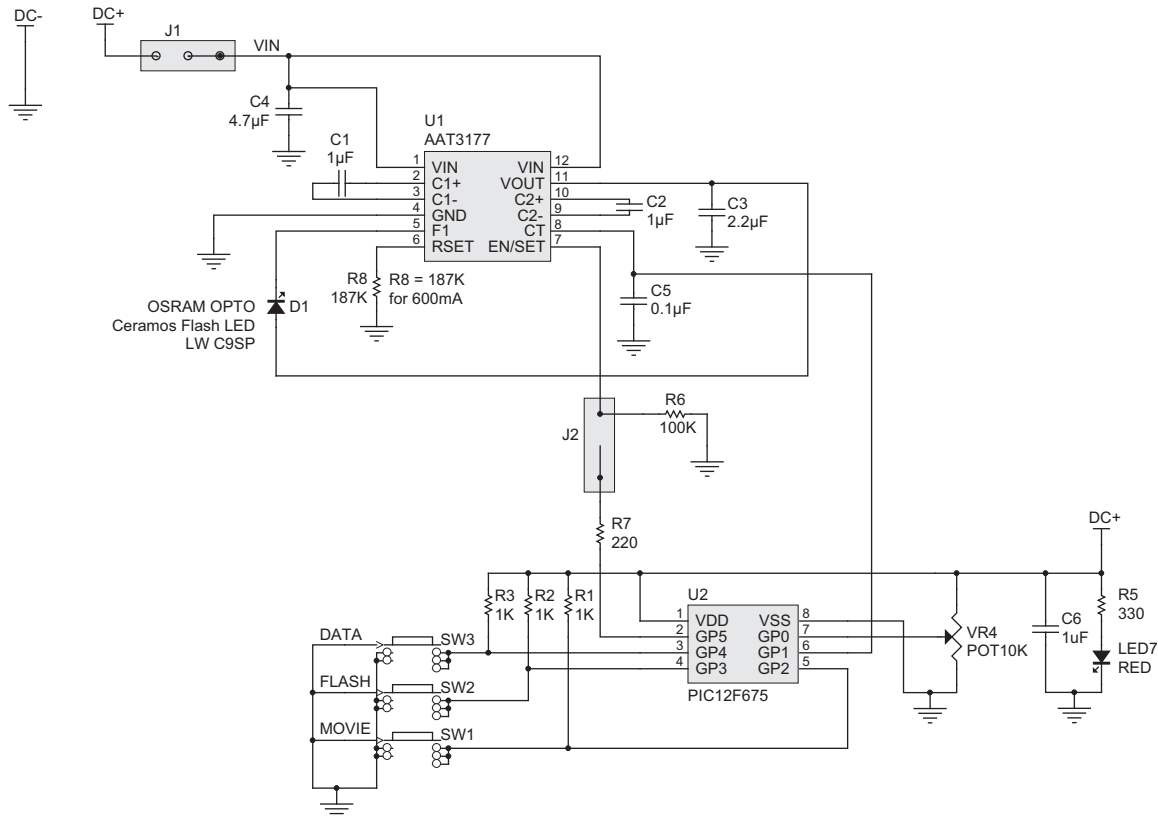 DC-
DC+
J1
VIN
C4
4.7µF
C1
1µF
U1
AAT3177
1 VIN
2 C1+
3 C1-
4 GND
5 F1
6 RSET
VIN 12
VOUT 11
C2+ 10
C2- 9
CT 8
EN/SET 7
C2
1µF
C3
2.2µF
R8
187K
R8 = 187K
for 600mA
C5
0.1µF
OSRAM OPTO
Ceramos Flash LED
LW C9SP
D1
R6
100K
J2
R7
220
DC+
R3
1K
R2
1K
R1
1K
U2
1 VDD
2 GP5
3 GP4
4 GP3
VSS 8
GP0 7
GP1 6
GP2 5
PIC12F675
VR4
POT10K
C6
1uF
R5
330
LED7
RED
DATA
SW3
FLASH
SW2
MOVIE
SW1